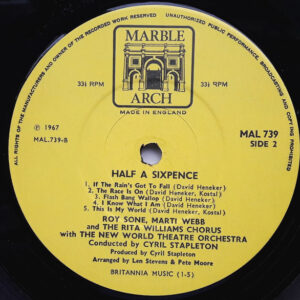 ALL RIGHTS OF THE MANUFACTURERS AND OWNER OF THE RECORDED WORK RESERVED
UNAUTHORIZED PUBLIC PERFORMANCE, BROADCASTING AND COPYING PROHIBITED
MARBLE
ARCH
33⅓ RPM
33⅓ RPM
MADE IN ENGLAND
℗ 1967
MAL.739-B
MAL 739
SIDE 2
HALF A SIXPENCE
1. If The Rain's Got To Fall (David Heneker)
2. The Race Is On (David Heneker, Kostal)
3. Flash Bang Wallop (David Heneker)
4. I Know What I Am (David Heneker)
5. This Is My World (David Heneker, Kostal)
ROY SONE, MARTI WEBB
and THE RITA WILLIAMS CHORUS
with THE NEW WORLD THEATRE ORCHESTRA
Conducted by CYRIL STAPLETON
Produced by Cyril Stapleton
Arranged by Len Stevens & Pete Moore
BRITANNIA MUSIC (1-5)